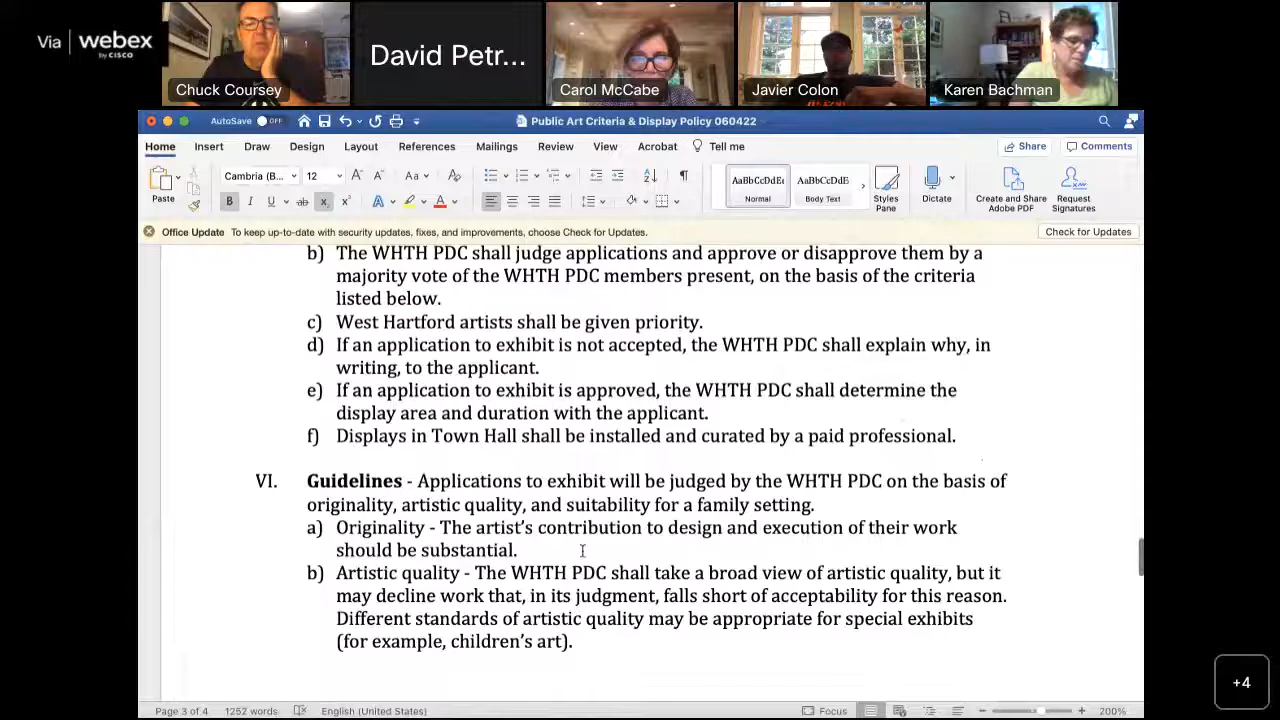 Via webex
by CISCO
Chuck Coursey
David Petr...
Carol McCabe
Javier Colon
Karen Bachman
AutoSave OFF
Public Art Criteria & Display Policy 060422
Home Insert Draw Design Layout References Mailings Review View Acrobat Tell me
Share Comments
Paste
Cambria (B... 12
AaBbCcDdEe
Normal
AaBbCcDdE
Body Text
Styles Pane
Dictate
Create and Share Adobe PDF
Request Signatures
Office Update To keep up-to-date with security updates, fixes, and improvements, choose Check for Updates.
Check for Updates
b) The WHTH PDC shall judge applications and approve or disapprove them by a
majority vote of the WHTH PDC members present, on the basis of the criteria
listed below.
c) West Hartford artists shall be given priority.
d) If an application to exhibit is not accepted, the WHTH PDC shall explain why, in
writing, to the applicant.
e) If an application to exhibit is approved, the WHTH PDC shall determine the
display area and duration with the applicant.
f) Displays in Town Hall shall be installed and curated by a paid professional.
VI. Guidelines - Applications to exhibit will be judged by the WHTH PDC on the basis of
originality, artistic quality, and suitability for a family setting.
a) Originality - The artist's contribution to design and execution of their work
should be substantial.
b) Artistic quality - The WHTH PDC shall take a broad view of artistic quality, but it
may decline work that, in its judgment, falls short of acceptability for this reason.
Different standards of artistic quality may be appropriate for special exhibits
(for example, children's art).
Page 3 of 4 1252 words English (United States)
Focus
200%
+4